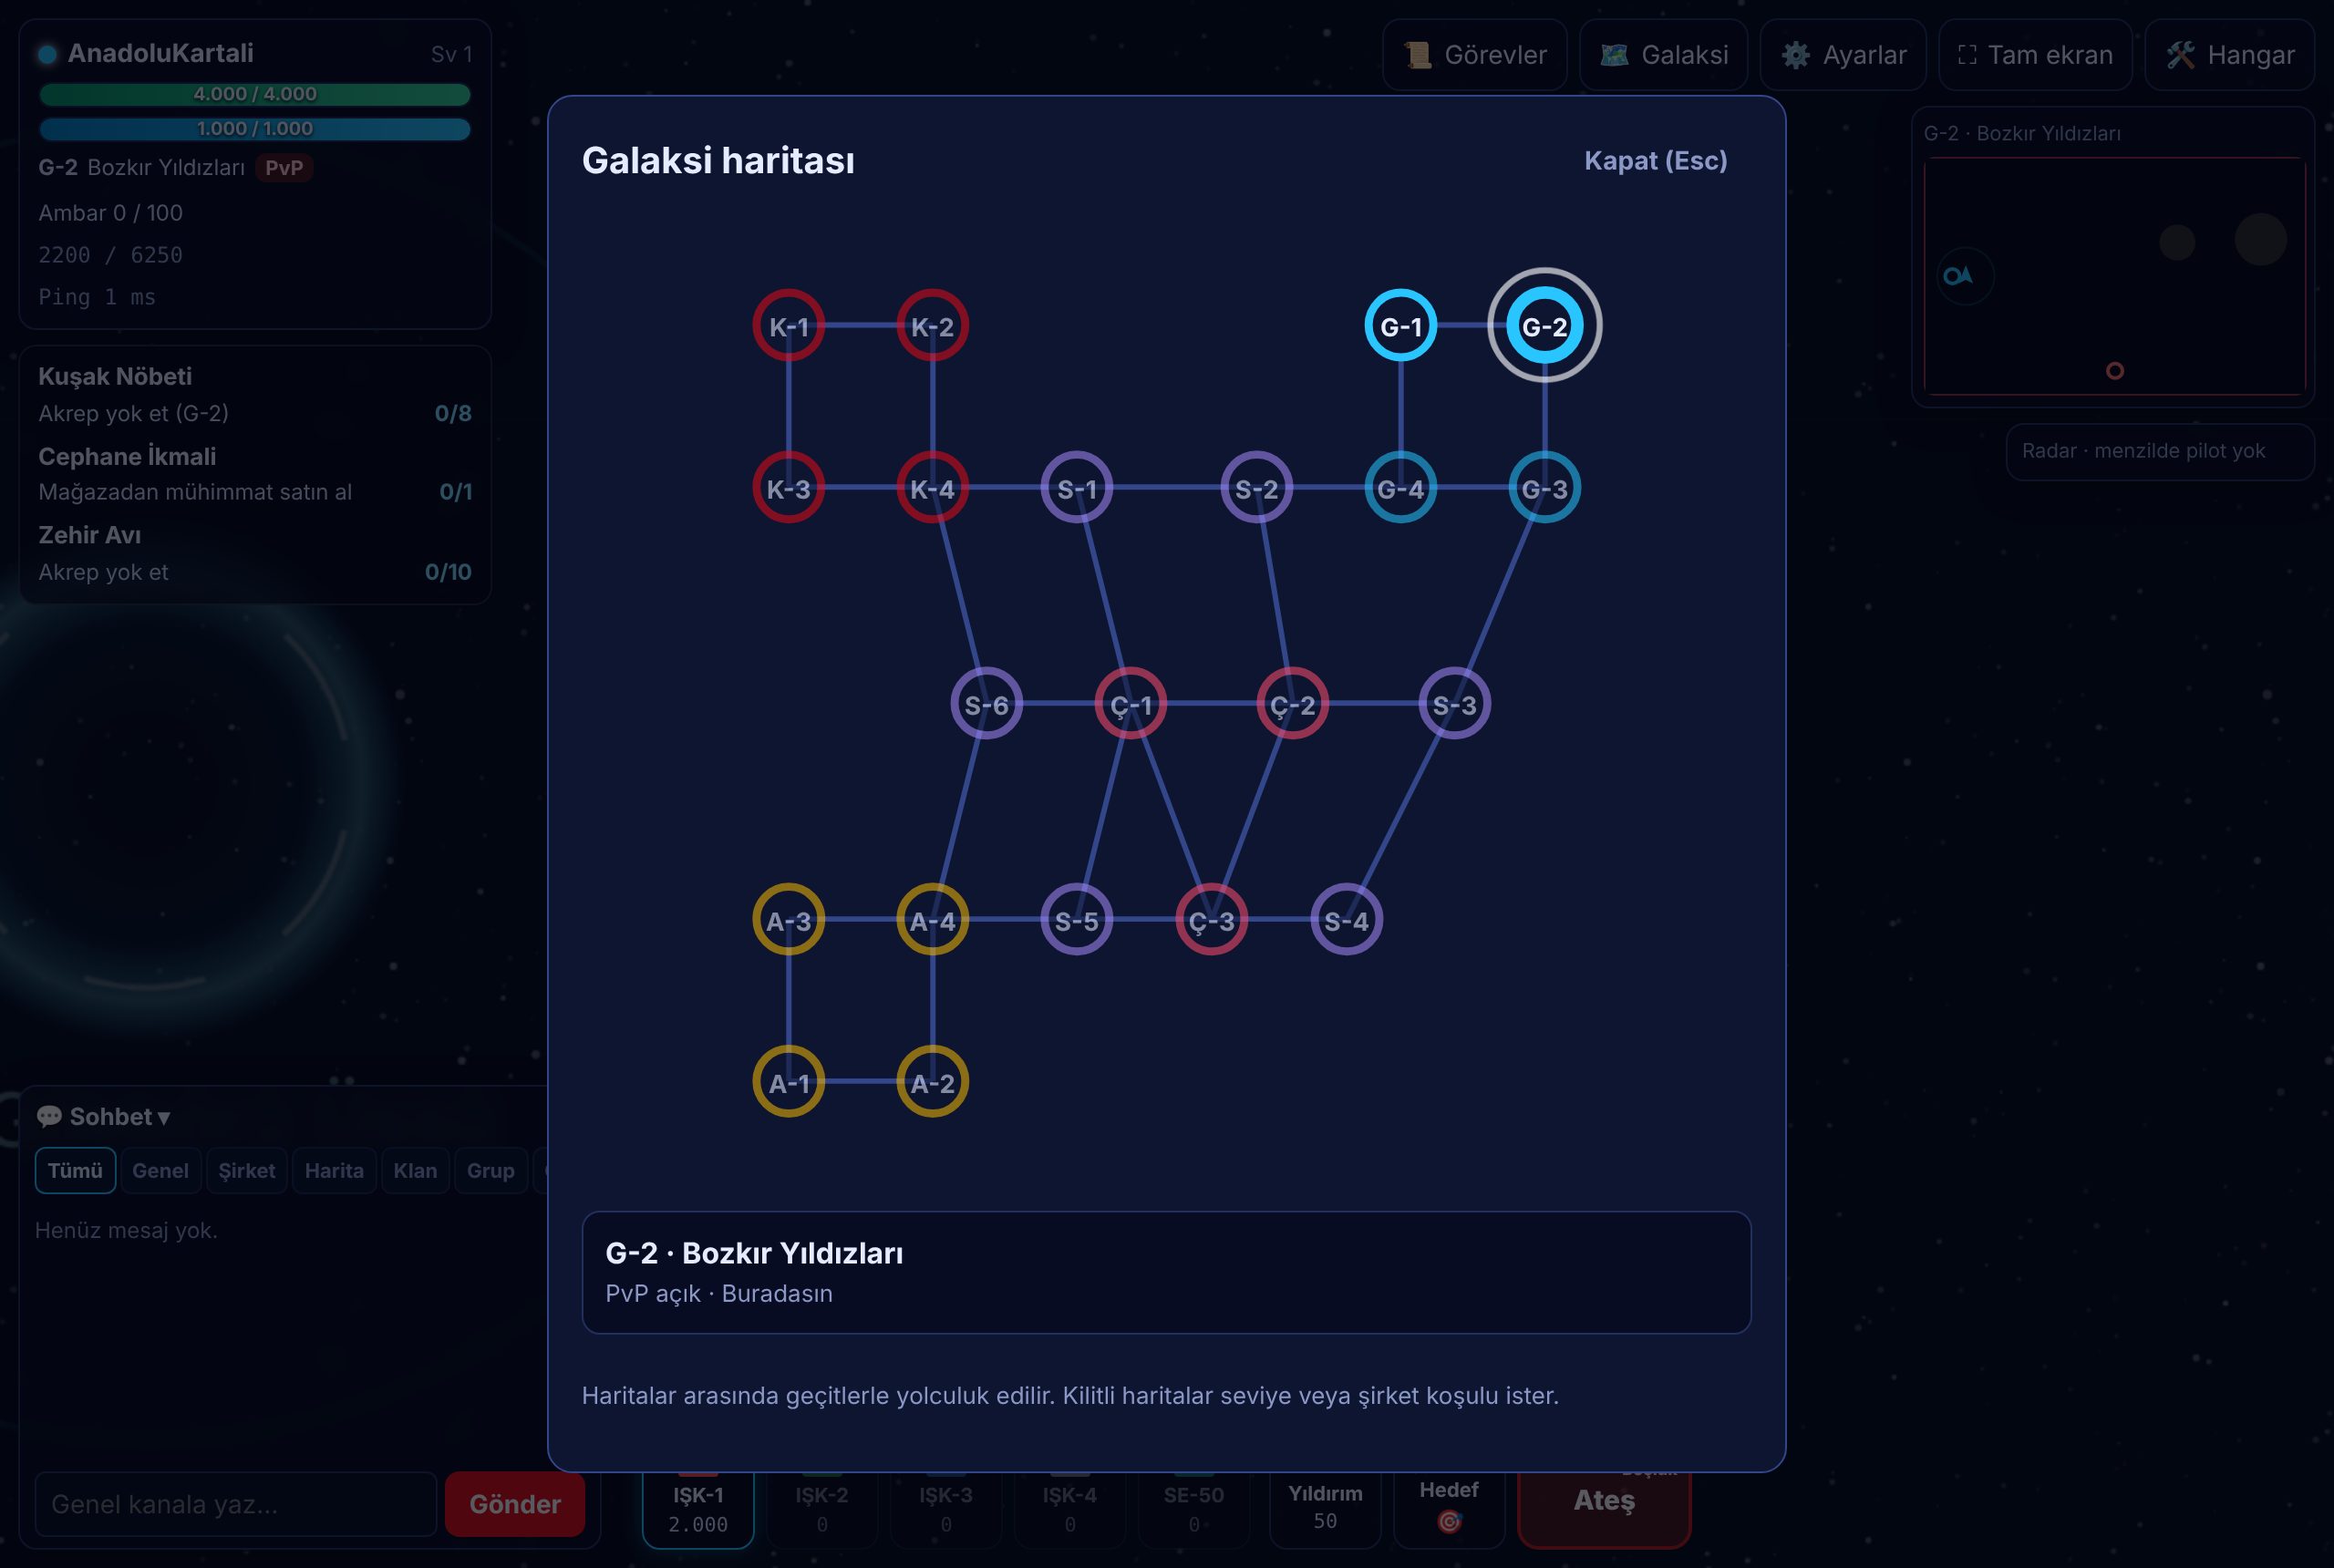 AnadoluKartali Sv 1
4.000 / 4.000
1.000 / 1.000
G-2 Bozkır Yıldızları PvP
Ambar 0 / 100
2200 / 6250
Ping 1 ms
Kuşak Nöbeti
Akrep yok et (G-2) 0/8
Cephane İkmali
Mağazadan mühimmat satın al 0/1
Zehir Avı
Akrep yok et 0/10
Görevler
Galaksi
Ayarlar
Tam ekran
Hangar
G-2 · Bozkır Yıldızları
Radar · menzilde pilot yok
Galaksi haritası
Kapat (Esc)
K-1 K-2 G-1 G-2
K-3 K-4 S-1 S-2 G-4 G-3
S-6 Ç-1 Ç-2 S-3
A-3 A-4 S-5 Ç-3 S-4
A-1 A-2
G-2 · Bozkır Yıldızları
PvP açık · Buradasın
Haritalar arasında geçitlerle yolculuk edilir. Kilitli haritalar seviye veya şirket koşulu ister.
Sohbet ▾
Tümü Genel Şirket Harita Klan Grup
Henüz mesaj yok.
Genel kanala yaz...
Gönder
IŞK-1
2.000
IŞK-2
0
IŞK-3
0
IŞK-4
0
SE-50
0
Yıldırım
50
Hedef
Ateş